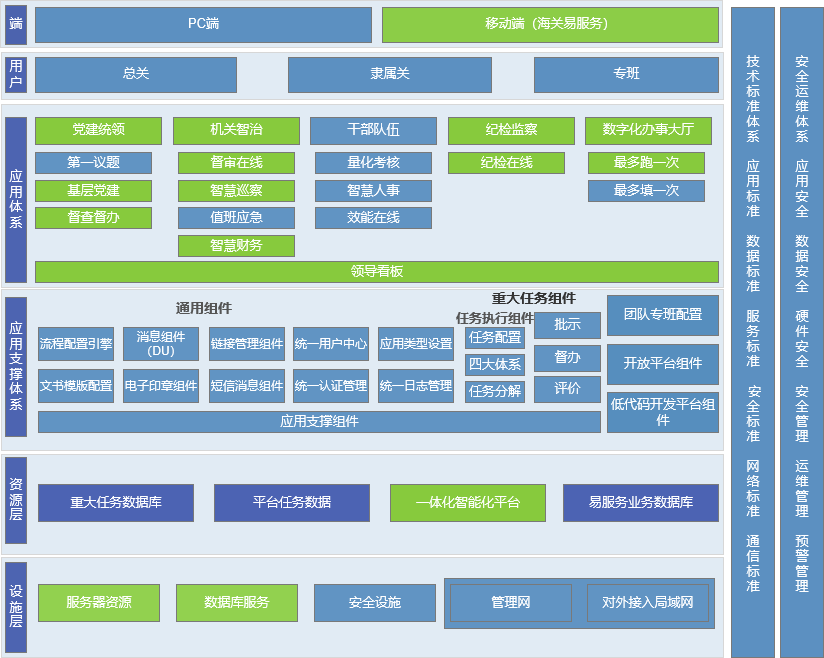 端
PC端
移动端（海关易服务）
用户
总关
隶属关
专班
应用体系
党建统领
机关智治
干部队伍
纪检监察
数字化办事大厅
第一议题
督审在线
量化考核
纪检在线
最多跑一次
基层党建
智慧巡察
智慧人事
最多填一次
督查督办
值班应急
效能在线
智慧财务
领导看板
应用支撑体系
通用组件
重大任务组件
任务执行组件
流程配置引擎
消息组件
(DU)
链接管理组件
统一用户中心
应用类型设置
文书模版配置
电子印章组件
短信消息组件
统一认证管理
统一日志管理
任务配置
四大体系
任务分解
批示
督办
评价
团队专班配置
开放平台组件
低代码开发平台组
件
应用支撑组件
资源层
重大任务数据库
平台任务数据
一体化智能化平台
易服务业务数据库
设施层
服务器资源
数据库服务
安全设施
管理网
对外接入局域网
技术标准体系 应用标准 数据标准 服务标准 安全标准 网络标准 通信标准
安全运维体系 应用安全 数据安全 硬件安全 安全管理 运维管理 预警管理